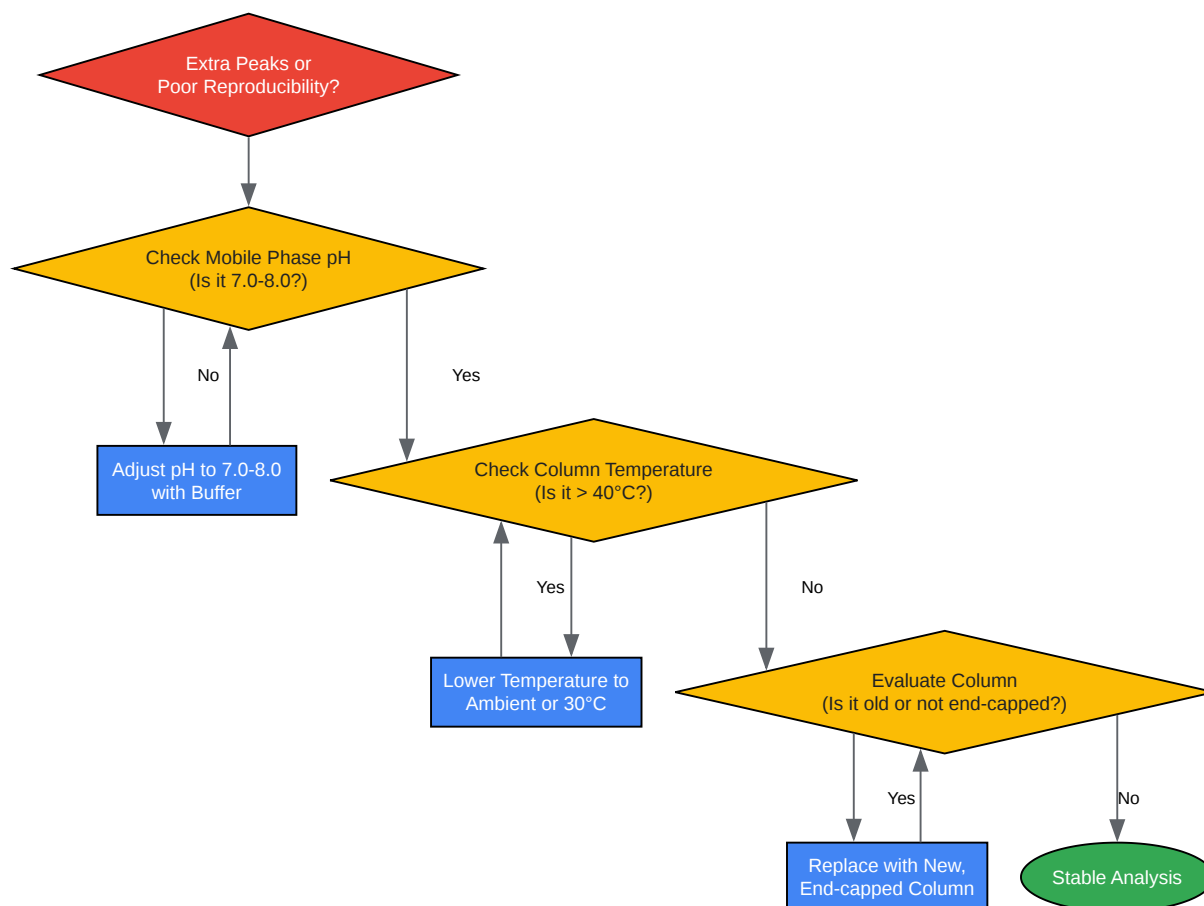 Extra Peaks or
Poor Reproducibility?
Check Mobile Phase pH
(Is it 7.0-8.0?)
No
Yes
Adjust pH to 7.0-8.0
with Buffer
Check Column Temperature
(Is it > 40°C?)
Yes
No
Lower Temperature to
Ambient or 30°C
Evaluate Column
(Is it old or not end-capped?)
Yes
No
Replace with New,
End-capped Column
Stable Analysis